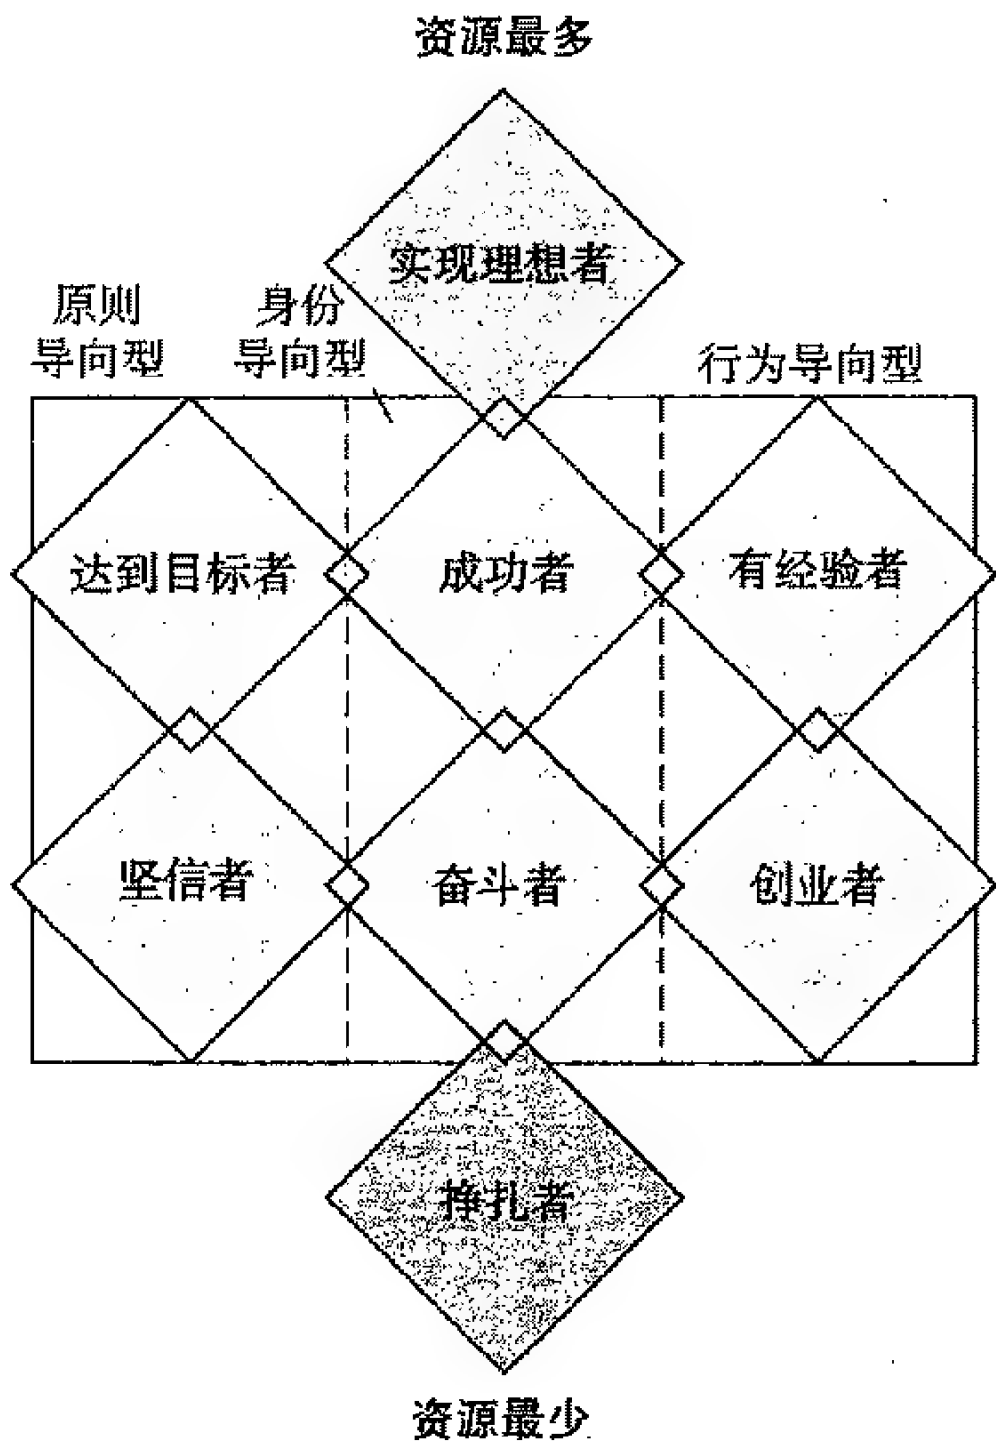 资源最多
实现理想者
原则
导向型
身份
导向型
行为导向型
达到目标者
成功者
有经验者
坚信者
奋斗者
创业者
挣扎者
资源最少